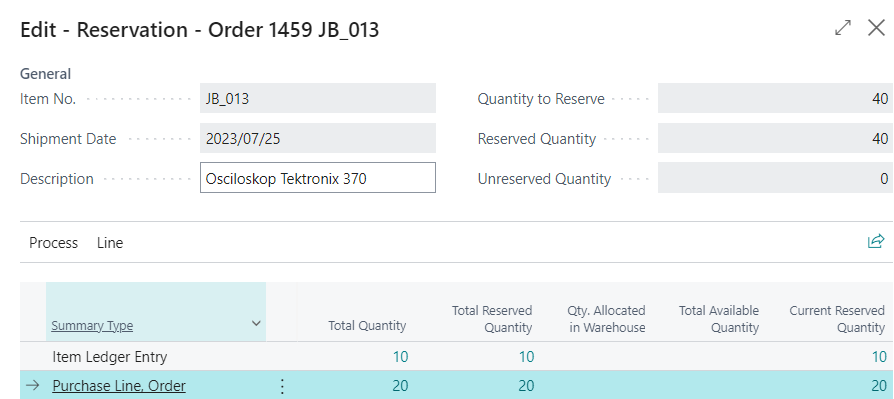 Edit - Reservation - Order 1459 JB_013
General
Item No. JB_013 Quantity to Reserve 40
Shipment Date 2023/07/25 Reserved Quantity 40
Description Osciloskop Tektronix 370 Unreserved Quantity 0
Process Line
Summary Type Total Quantity Total Reserved Quantity Qty. Allocated in Warehouse Total Available Quantity Current Reserved Quantity
Item Ledger Entry 10 10 10
Purchase Line, Order 20 20 20